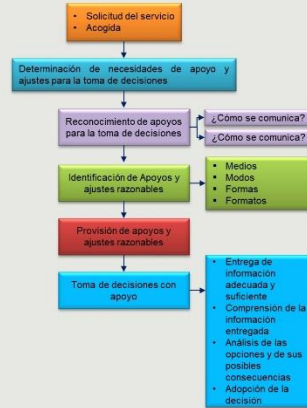 • Solicitud del servicio
• Acogida
Determinación de necesidades de apoyo y
ajustes para la toma de decisiones
Reconocimiento de apoyos
para la toma de decisiones
¿Cómo se comunica?
¿Cómo se comunica?
Identificación de Apoyos y
ajustes razonables
▪ Medios
▪ Modos
▪ Formas
▪ Formatos
Provisión de apoyos y
ajustes razonables
Toma de decisiones con
apoyo
• Entrega de
información
adecuada y
suficiente
• Comprensión de la
información
entregada
• Análisis de las
opciones y de sus
posibles
consecuencias
• Adopción de la
decisión